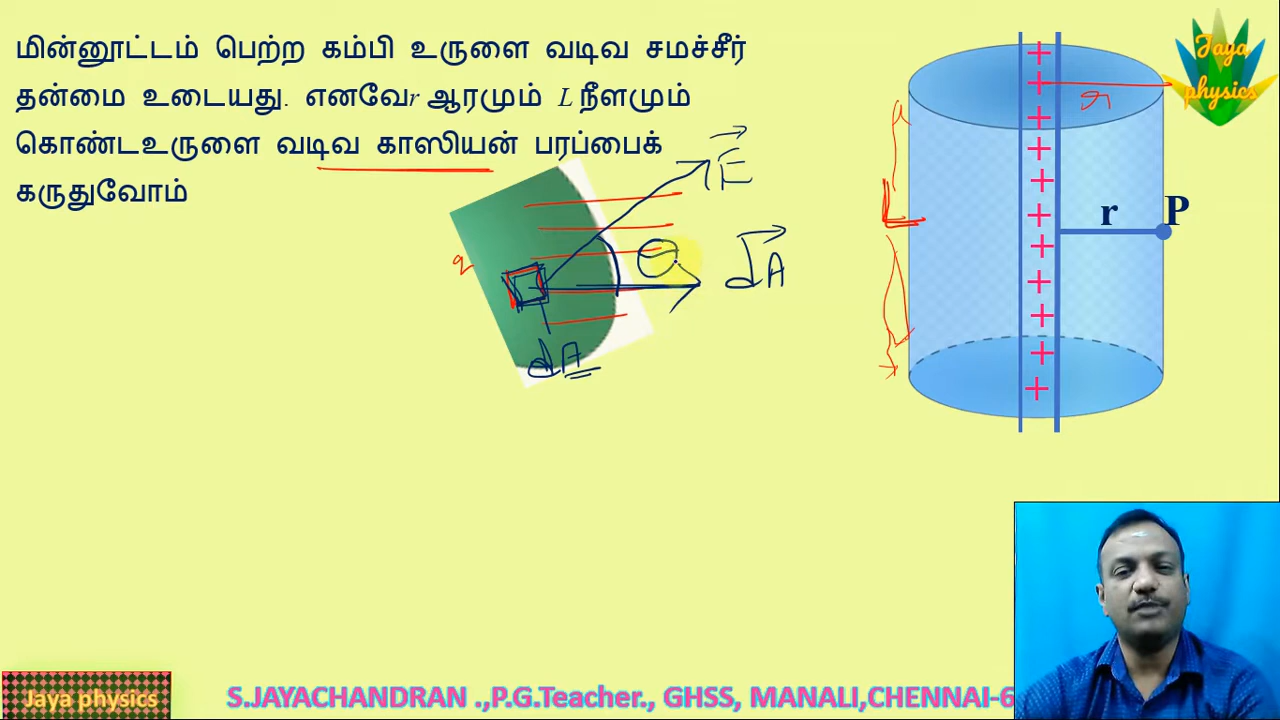 மின்னூட்டம் பெற்ற கம்பி உருளை வடிவ சமச்சீர்
தன்மை உடையது. எனவேr ஆரமும் L நீளமும்
கொண்டஉருளை வடிவ காஸியன் பரப்பைக்
கருதுவோம்
E
θ
dA
q
dA
Jaya
physics
r
L
r
P
+
+
+
+
+
+
+
+
+
+
+
Jaya physics
S.JAYACHANDRAN .,P.G.Teacher., GHSS, MANALI,CHENNAI-6